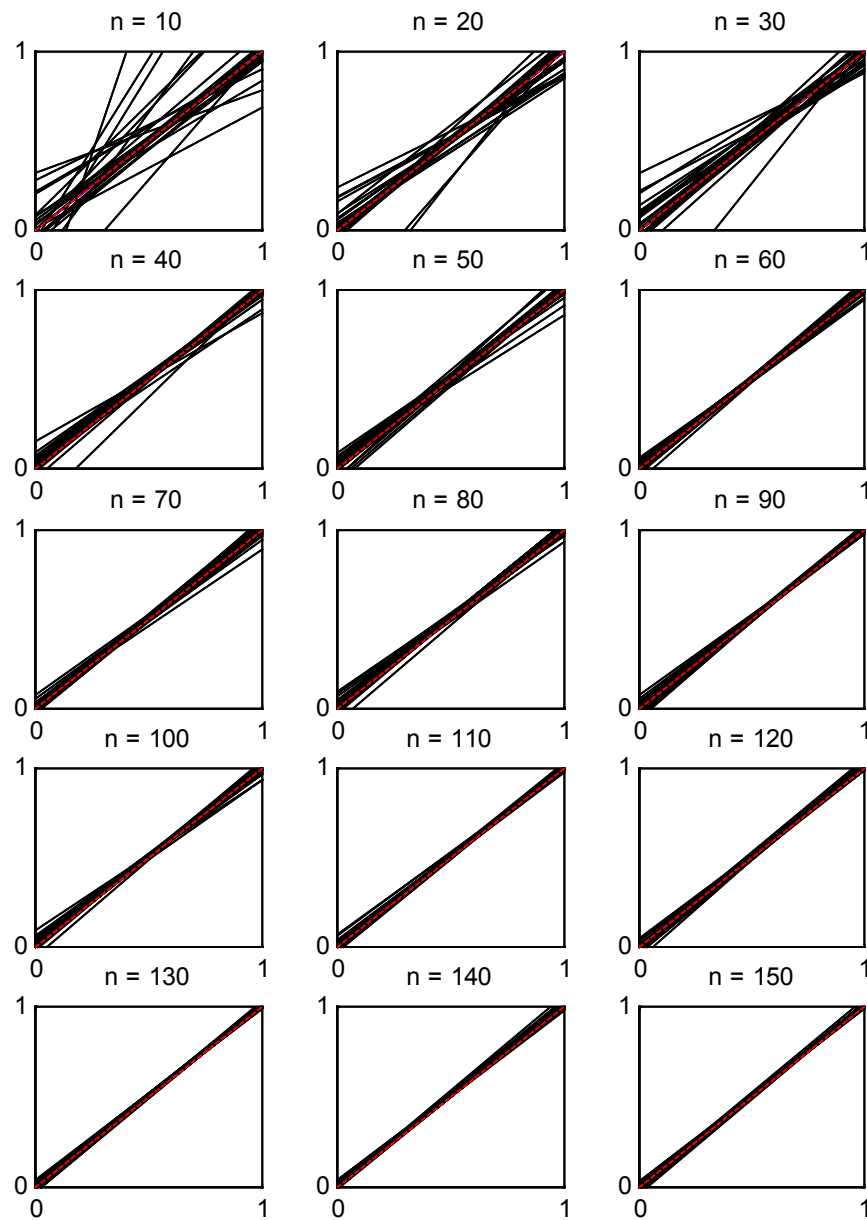 n = 10 n = 20 n = 30
1 1 1
0 0 0
0 1 0 1 0 1
n = 40 n = 50 n = 60
1 1 1
0 0 0
0 1 0 1 0 1
n = 70 n = 80 n = 90
1 1 1
0 0 0
0 1 0 1 0 1
n = 100 n = 110 n = 120
1 1 1
0 0 0
0 1 0 1 0 1
n = 130 n = 140 n = 150
1 1 1
0 0 0
0 1 0 1 0 1